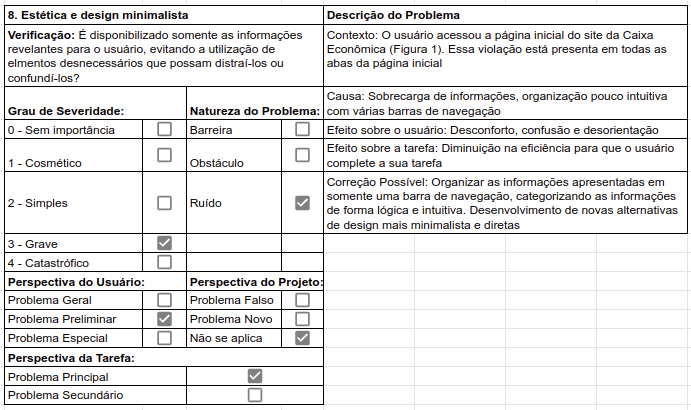 8. Estética e design minimalista
Descrição do Problema
Verificação: É disponibilizado somente as informações
revelantes para o usuário, evitando a utilização de
elmentos desnecessários que possam distraí-los ou
confundí-los?
Contexto: O usuário acessou a página inicial do site da Caixa
Econômica (Figura 1). Essa violação está presente em todas as
abas da página inicial
Grau de Severidade:
Natureza do Problema:
Causa: Sobrecarga de informações, organização pouco intuitiva
com várias barras de navegação
0 - Sem importância
Barreira
Efeito sobre o usuário: Desconforto, confusão e desorientação
1 - Cosmético
Obstáculo
Efeito sobre a tarefa: Diminuição na eficiência para que o usuário
complete a sua tarefa
2 - Simples
Ruído
Correção Possível: Organizar as informações apresentadas em
somente uma barra de navegação, categorizando as informações
de forma lógica e intuitiva. Desenvolvimento de novas alternativas
de design mais minimalista e diretas
3 - Grave
4 - Catastrófico
Perspectiva do Usuário:
Perspectiva do Projeto:
Problema Geral
Problema Falso
Problema Preliminar
Problema Novo
Problema Especial
Não se aplica
Perspectiva da Tarefa:
Problema Principal
Problema Secundário